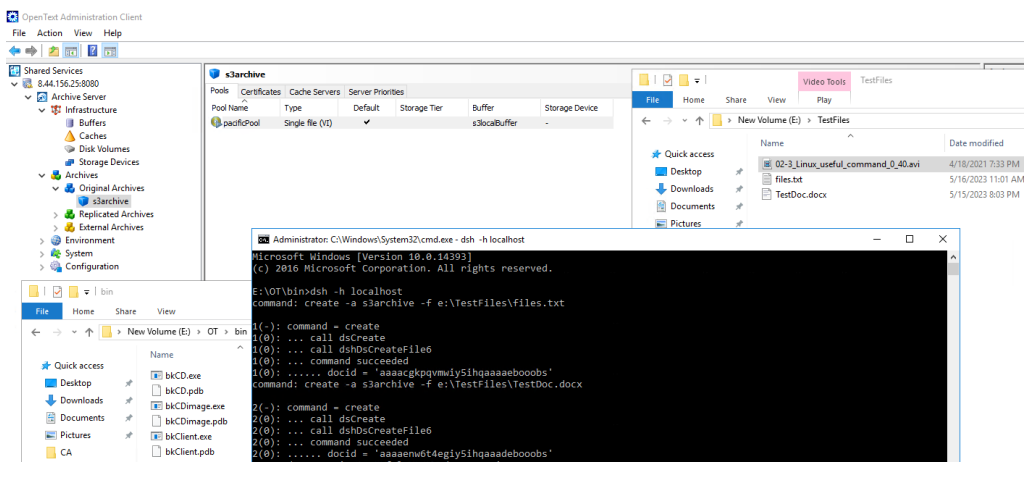 OpenText Administration Client
File Action View Help
Shared Services
8.44.156.25:8080
Archive Server
Infrastructure
Buffers
Caches
Disk Volumes
Storage Devices
Archives
Original Archives
s3archive
Replicated Archives
External Archives
Environment
System
Configuration
s3archive
Pools Certificates Cache Servers Server Priorities
Pool Name Type Default Storage Tier Buffer Storage Device
pacificPool Single file (VI) s3localBuffer -
Video Tools TestFiles
File Home Share View Play
New Volume (E:) > TestFiles
Name Date modified
Quick access
Desktop
Downloads
Documents
Pictures
02-3_Linux_useful_command_0_40.avi 4/18/2021 7:33 PM
files.txt 5/16/2023 11:01 AM
TestDoc.docx 5/15/2023 8:03 PM
bin
File Home Share View
New Volume (E:) > OT > bin
Name
Quick access
Desktop
Downloads
Documents
Pictures
CA
bkCD.exe
bkCD.pdb
bkCDimage.exe
bkCDimage.pdb
bkClient.exe
bkClient.pdb
Administrator: C:\Windows\System32\cmd.exe - dsh -h localhost
Microsoft Windows [Version 10.0.14393]
(c) 2016 Microsoft Corporation. All rights reserved.
E:\OT\bin>dsh -h localhost
command: create -a s3archive -f e:\TestFiles\files.txt
1(-): command = create
1(0): ... call dsCreate
1(0): ... call dshDsCreateFile6
1(0): ... command succeeded
1(0): ...... docid = 'aaaacgkpqvmwiy5ihqaaaaebooobs'
command: create -a s3archive -f e:\TestFiles\TestDoc.docx
2(-): command = create
2(0): ... call dsCreate
2(0): ... call dshDsCreateFile6
2(0): ... command succeeded
2(0): ...... docid = 'aaaaenw6t4egiy5ihqaaadebooobs'